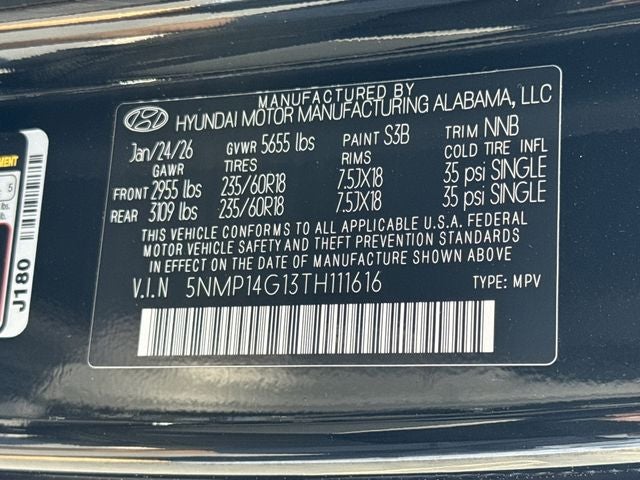 MANUFACTURED BY
HYUNDAI MOTOR MANUFACTURING ALABAMA, LLC
Jan/24/26 GVWR 5655 lbs PAINT S3B TRIM NNB
GAWR TIRES RIMS COLD TIRE INFL
FRONT 2955 lbs 235/60R18 7.5JX18 35 psi SINGLE
REAR 3109 lbs 235/60R18 7.5JX18 35 psi SINGLE
THIS VEHICLE CONFORMS TO ALL APPLICABLE U.S.A. FEDERAL
MOTOR VEHICLE SAFETY AND THEFT PREVENTION STANDARDS
IN EFFECT ON THE DATE OF MANUFACTURE SHOWN ABOVE
V.I.N 5NMP14G13TH111616 TYPE: MPV
5
J180